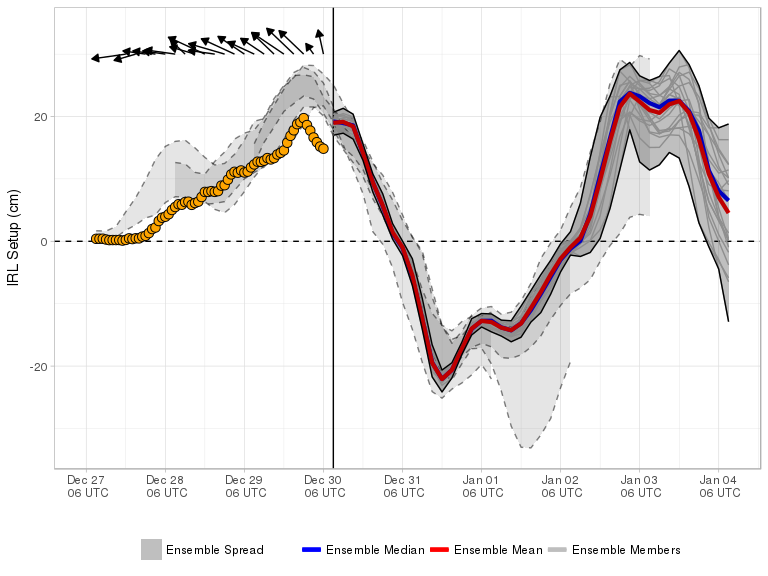 IRL Setup (cm)
20
0
-20
Dec 27 Dec 28 Dec 29 Dec 30 Dec 31 Jan 01 Jan 02 Jan 03 Jan 04
06 UTC 06 UTC 06 UTC 06 UTC 06 UTC 06 UTC 06 UTC 06 UTC 06 UTC
Ensemble Spread Ensemble Median Ensemble Mean Ensemble Members